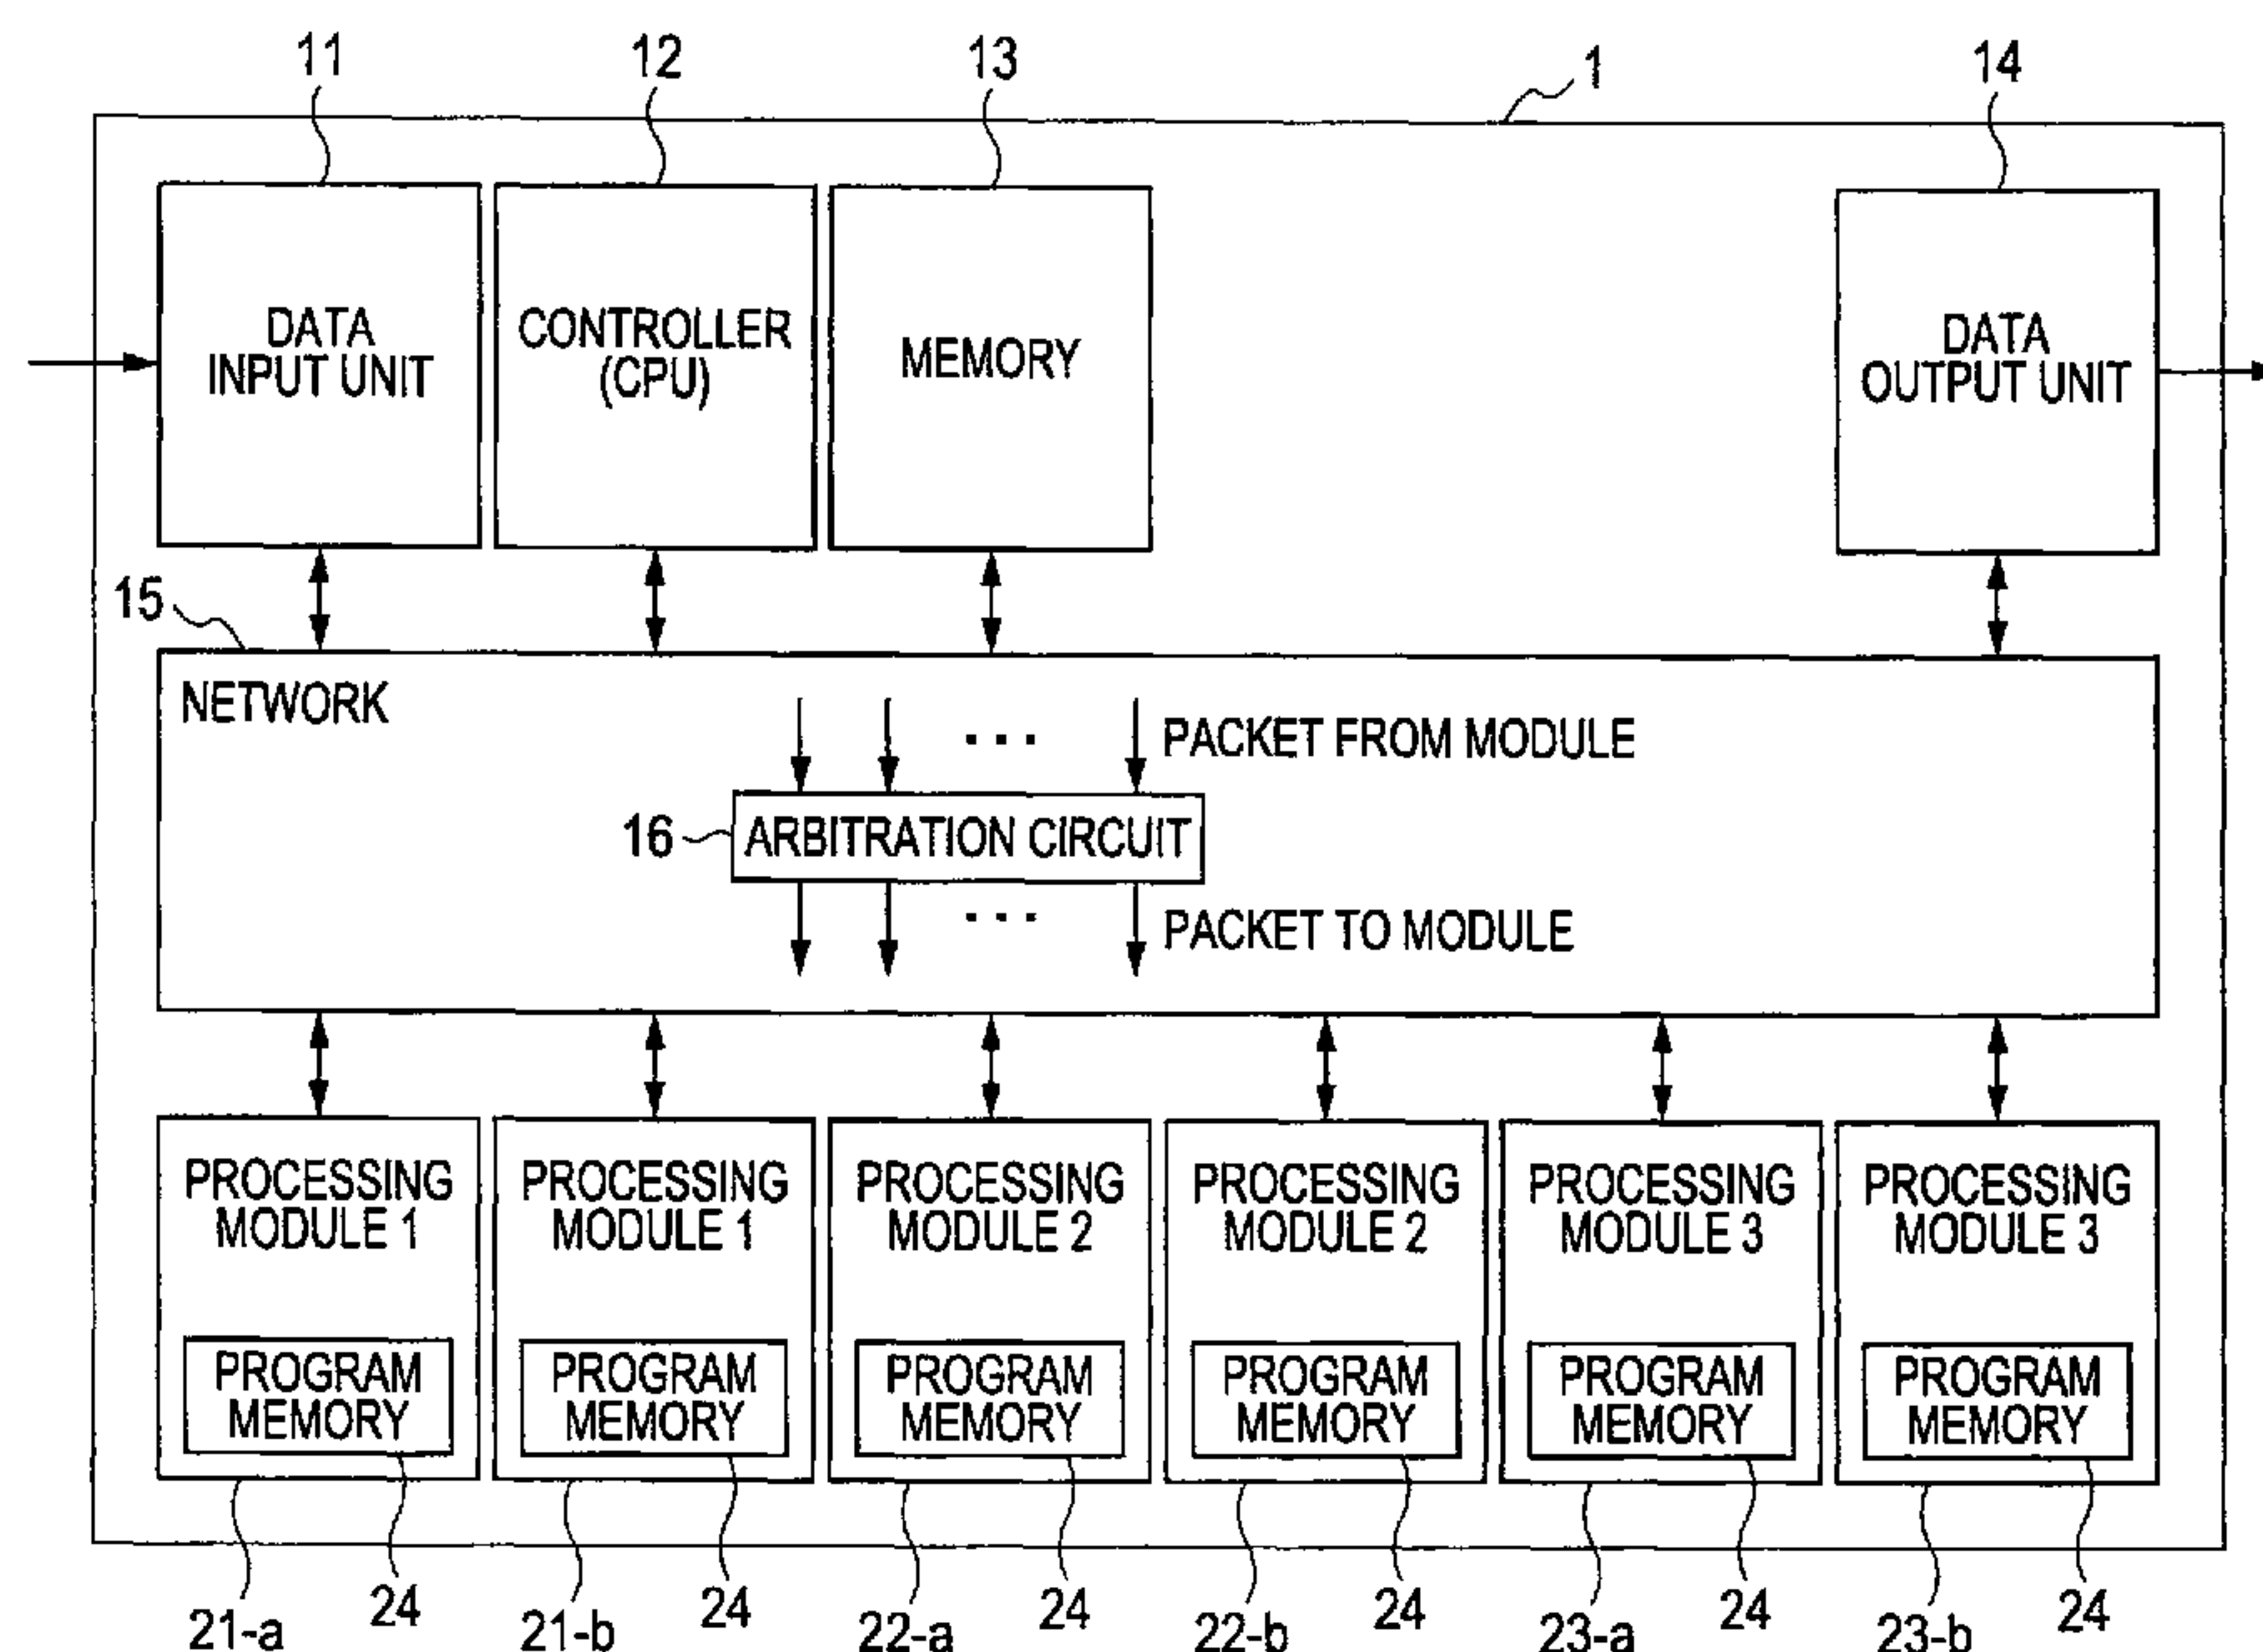 11
12
13
1
14
DATA
INPUT UNIT
CONTROLLER
(CPU)
MEMORY
DATA
OUTPUT UNIT
15
NETWORK
PACKET FROM MODULE
16
ARBITRATION CIRCUIT
PACKET TO MODULE
PROCESSING
MODULE 1
PROCESSING
MODULE 1
PROCESSING
MODULE 2
PROCESSING
MODULE 2
PROCESSING
MODULE 3
PROCESSING
MODULE 3
PROGRAM
MEMORY
PROGRAM
MEMORY
PROGRAM
MEMORY
PROGRAM
MEMORY
PROGRAM
MEMORY
PROGRAM
MEMORY
21-a
24
21-b
24
22-a
24
22-b
24
23-a
24
23-b
24